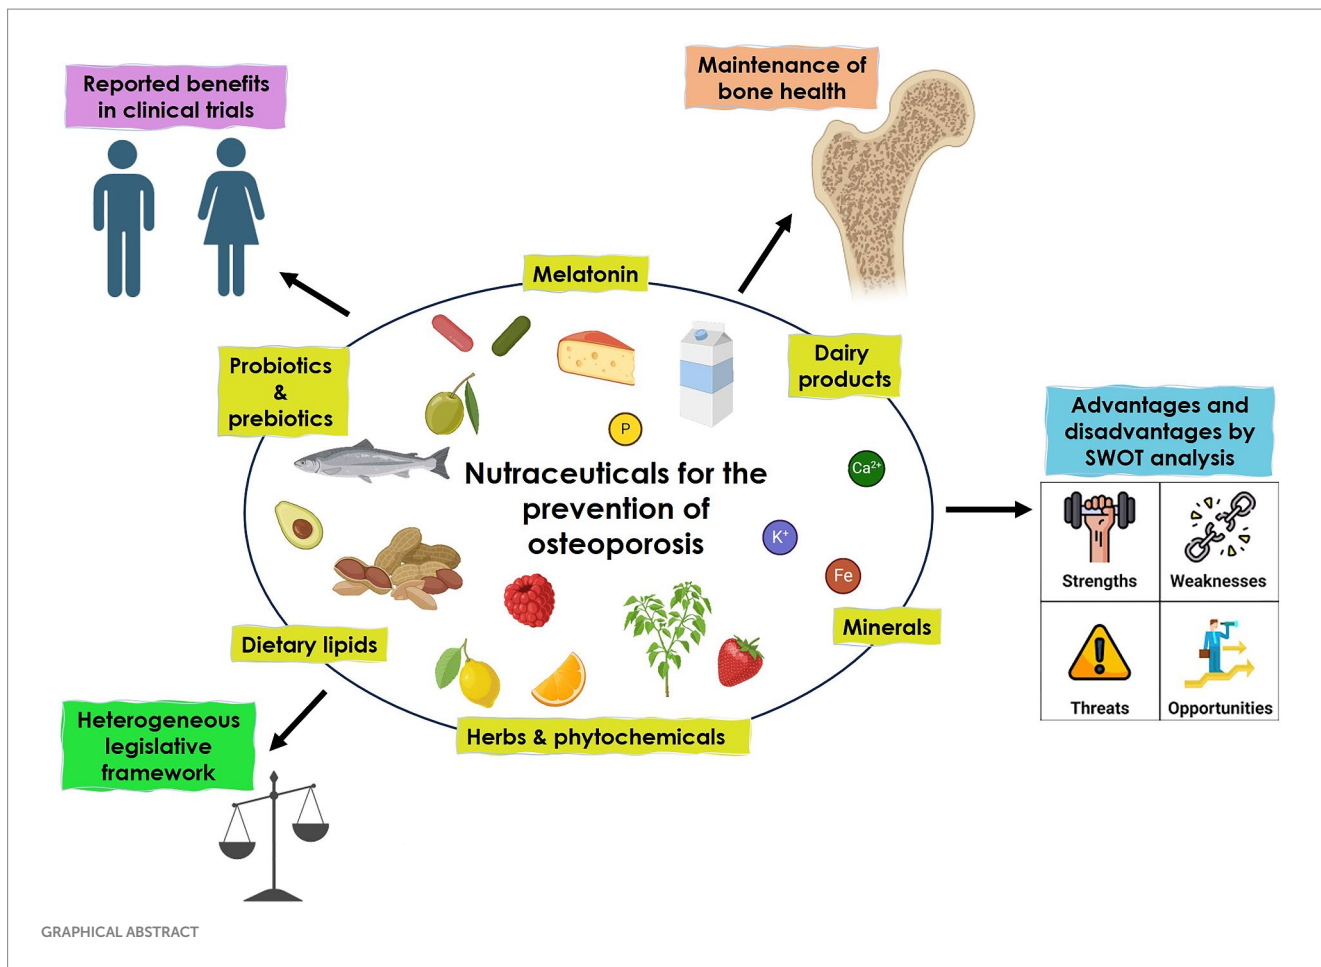 Reported benefits
in clinical trials
Maintenance of
bone health
Melatonin
Probiotics
&
prebiotics
Dairy
products
P
Ca²⁺
K⁺
Fe
Nutraceuticals for the
prevention of
osteoporosis
Advantages and
disadvantages by
SWOT analysis
Strengths
Weaknesses
Threats
Opportunities
Minerals
Dietary lipids
Herbs & phytochemicals
Heterogeneous
legislative
framework
GRAPHICAL ABSTRACT